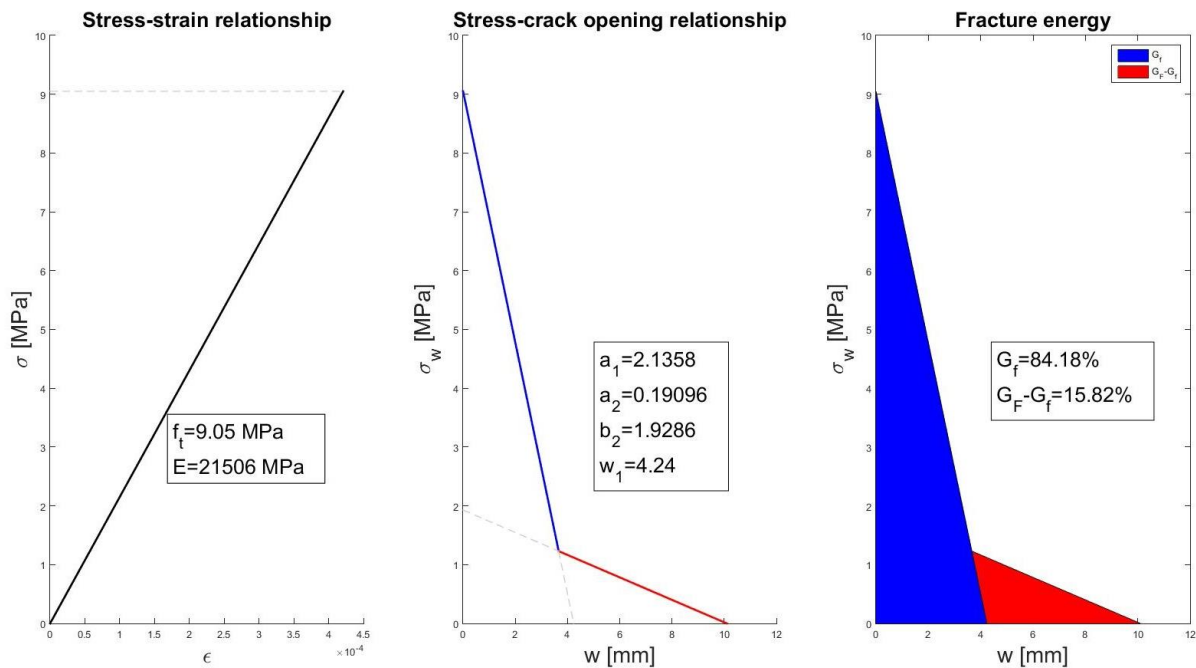 Stress-strain relationship
10
9
8
7
6
5
4
3
2
1
0
σ [MPa]
f_t=9.05 MPa
E=21506 MPa
0 0.5 1 1.5 2 2.5 3 3.5 4 4.5
× 10^-4
ϵ
Stress-crack opening relationship
10
9
8
7
6
5
4
3
2
1
0
σ_w [MPa]
a_1=2.1358
a_2=0.19096
b_2=1.9286
w_1=4.24
0 2 4 6 8 10 12
w [mm]
Fracture energy
10
9
8
7
6
5
4
3
2
1
0
σ_w [MPa]
G_f
G_F-G_f
G_f=84.18%
G_F-G_f=15.82%
0 2 4 6 8 10 12
w [mm]